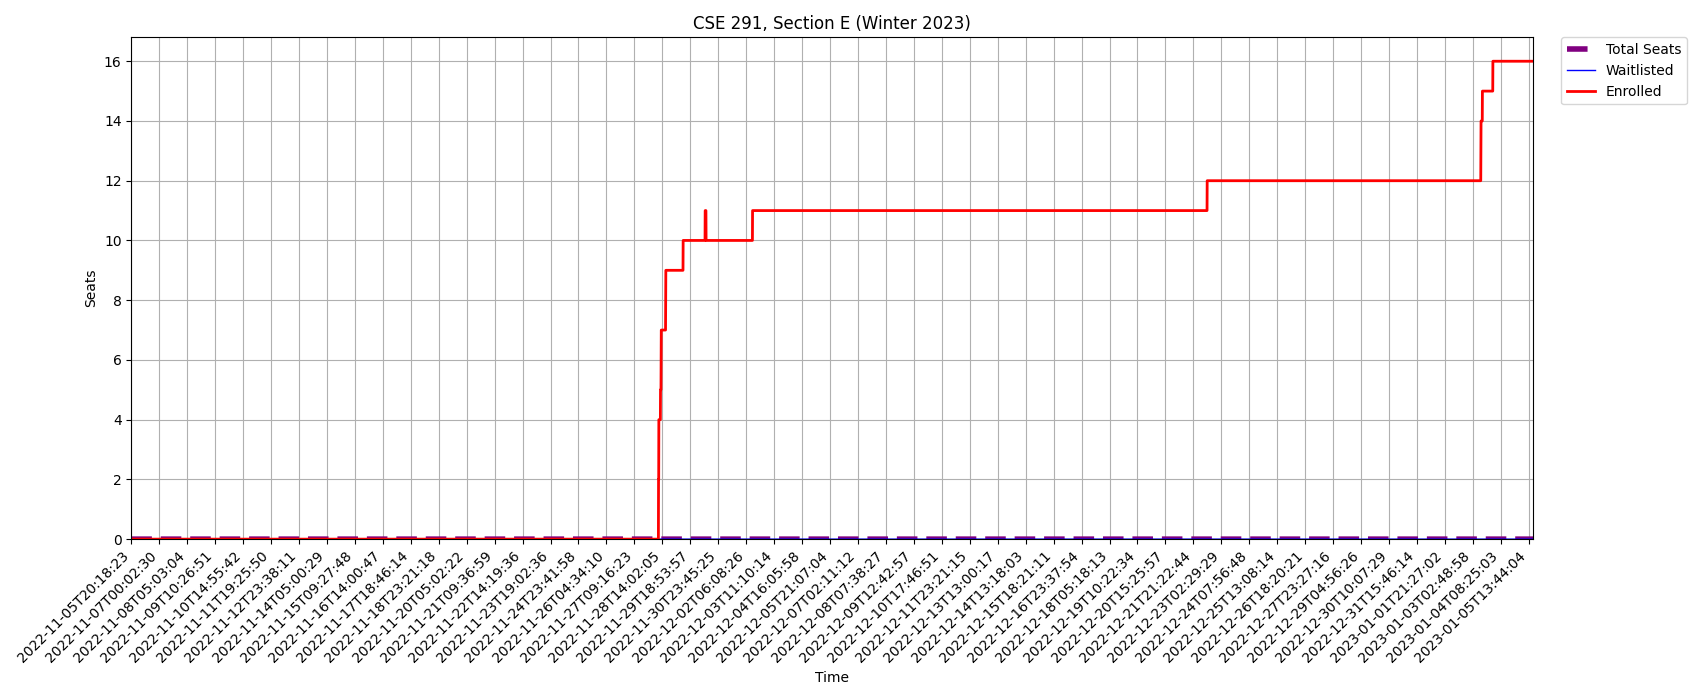 CSE 291, Section E (Winter 2023)
Total Seats
Waitlisted
Enrolled
16
14
12
10
8
6
4
2
0
Seats
2022-11-05T20:18:23
2022-11-07T00:02:30
2022-11-08T05:03:04
2022-11-09T10:26:51
2022-11-10T14:55:42
2022-11-11T19:25:50
2022-11-12T23:38:11
2022-11-14T05:00:29
2022-11-15T09:27:48
2022-11-16T14:00:47
2022-11-17T18:46:14
2022-11-18T23:21:18
2022-11-20T05:02:22
2022-11-21T09:36:59
2022-11-22T14:19:36
2022-11-23T19:02:36
2022-11-24T23:41:58
2022-11-26T04:34:10
2022-11-27T09:16:23
2022-11-28T14:02:05
2022-11-29T18:53:57
2022-11-30T23:45:25
2022-12-02T06:08:26
2022-12-03T11:10:14
2022-12-04T16:05:58
2022-12-05T21:07:04
2022-12-07T02:11:12
2022-12-08T07:38:27
2022-12-09T12:42:57
2022-12-10T17:46:51
2022-12-11T23:21:15
2022-12-13T13:00:17
2022-12-14T13:18:03
2022-12-15T18:21:11
2022-12-16T23:37:54
2022-12-18T05:18:13
2022-12-19T10:22:34
2022-12-20T15:25:57
2022-12-21T21:22:44
2022-12-23T02:29:29
2022-12-24T07:56:48
2022-12-25T13:08:14
2022-12-26T18:20:21
2022-12-27T23:27:16
2022-12-29T04:56:26
2022-12-30T10:07:29
2022-12-31T15:46:14
2023-01-01T21:27:02
2023-01-03T02:48:58
2023-01-04T08:25:03
2023-01-05T13:44:04
Time